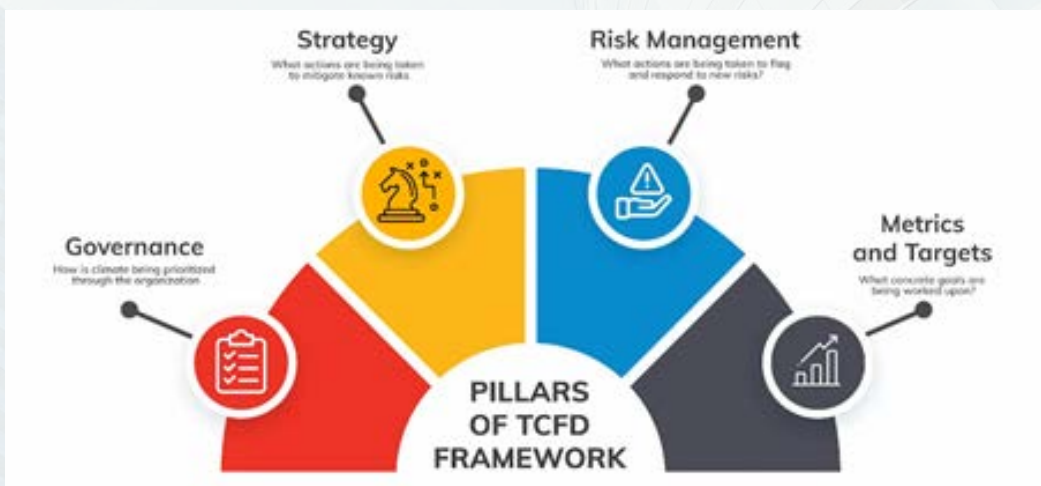 Strategy
What actions are being taken
to mitigate known risks
Risk Management
What actions are being taken to flag
and respond to new risks?
Governance
How is climate being prioritized
through the organization
Metrics
and Targets
What concrete goals are
being worked upon?
PILLARS
OF TCFD
FRAMEWORK